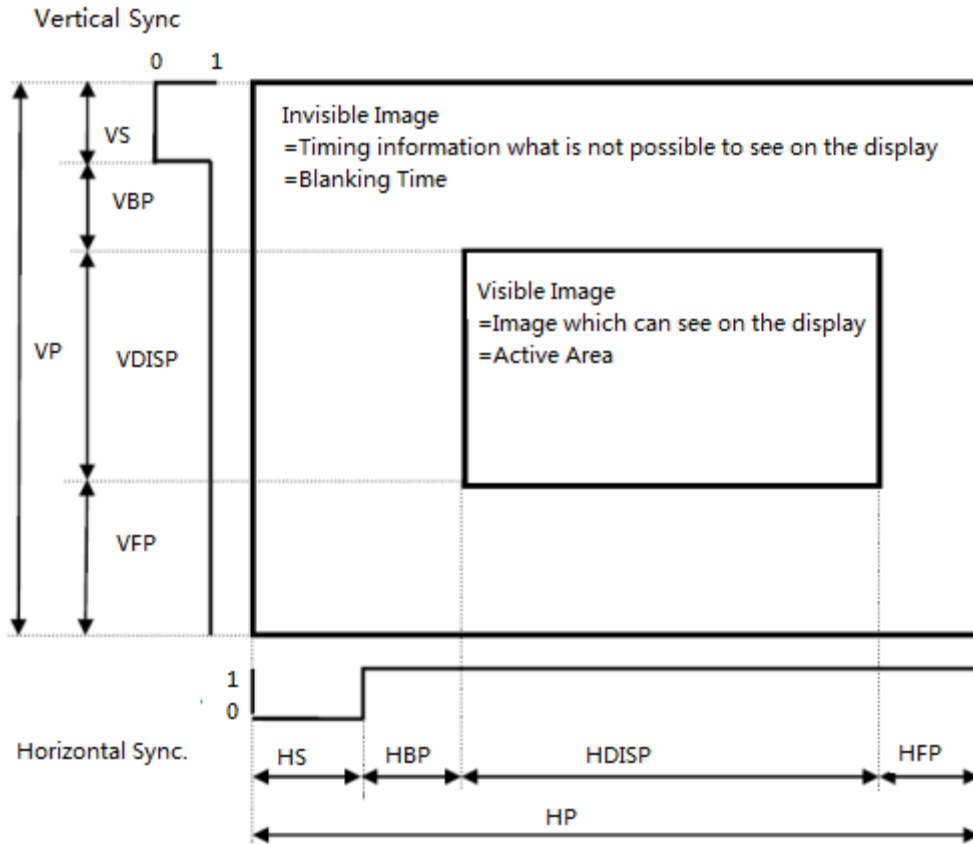 Vertical Sync
0 1
Invisible Image
=Timing information what is not possible to see on the display
=Blanking Time
VS
VBP
Visible Image
=Image which can see on the display
=Active Area
VP
VDISP
VFP
1
0
Horizontal Sync.
HS HBP HDISP HFP
HP